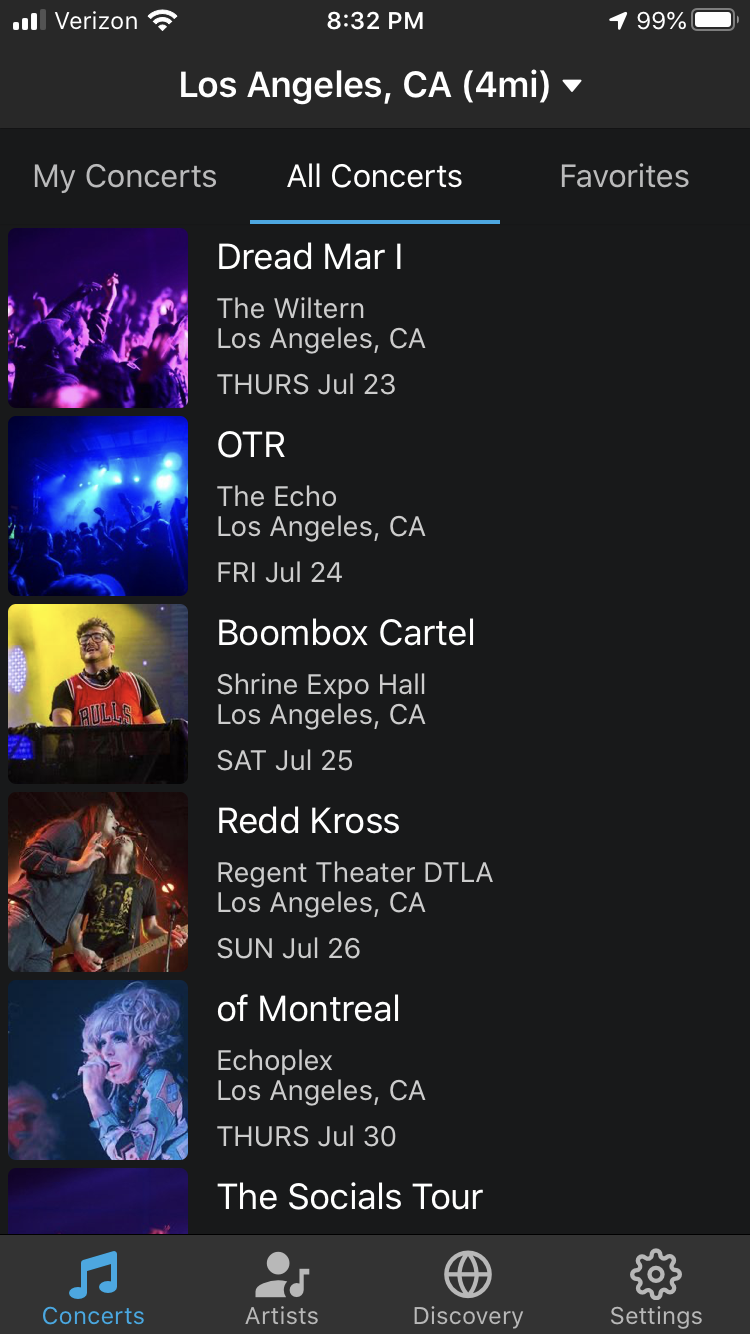 Verizon 8:32 PM 99%
Los Angeles, CA (4mi)
My Concerts All Concerts Favorites
Dread Mar I
The Wiltern
Los Angeles, CA
THURS Jul 23
OTR
The Echo
Los Angeles, CA
FRI Jul 24
BULLS
Boombox Cartel
Shrine Expo Hall
Los Angeles, CA
SAT Jul 25
Redd Kross
Regent Theater DTLA
Los Angeles, CA
SUN Jul 26
of Montreal
Echoplex
Los Angeles, CA
THURS Jul 30
The Socials Tour
Concerts Artists Discovery Settings